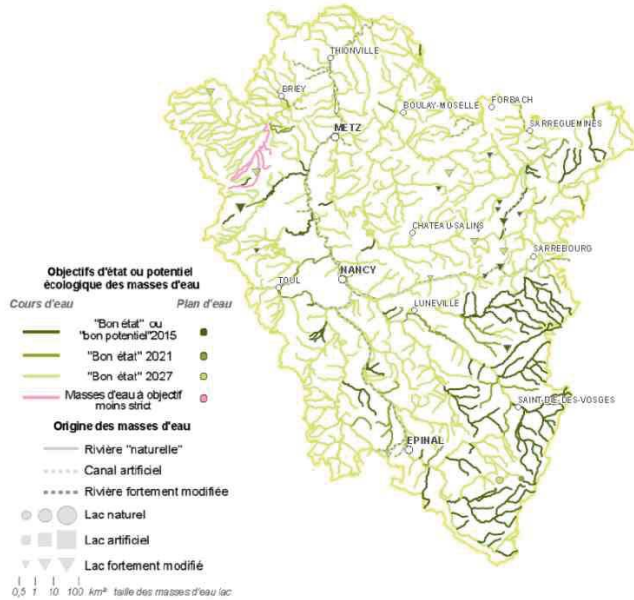 THIONVILLE
BRIEY
BOULAY-MOSELLE
FORBACH
METZ
SARREGUEMINES
CHATEAU-SALINS
SARREBOURG
TOUL
NANCY
LUNEVILLE
SAINT-DIE-DES-VOSGES
EPINAL
Objectifs d'état ou potentiel
écologique des masses d'eau
Cours d'eau
Plan d'eau
"Bon état" ou
"bon potentiel"2015
"Bon état" 2021
"Bon état" 2027
Masses d'eau à objectif
moins strict
Origine des masses d'eau
Rivière "naturelle"
Canal artificiel
Rivière fortement modifiée
Lac naturel
Lac artificiel
Lac fortement modifié
0,5 1 10 100 km² taille des masses d'eau lac